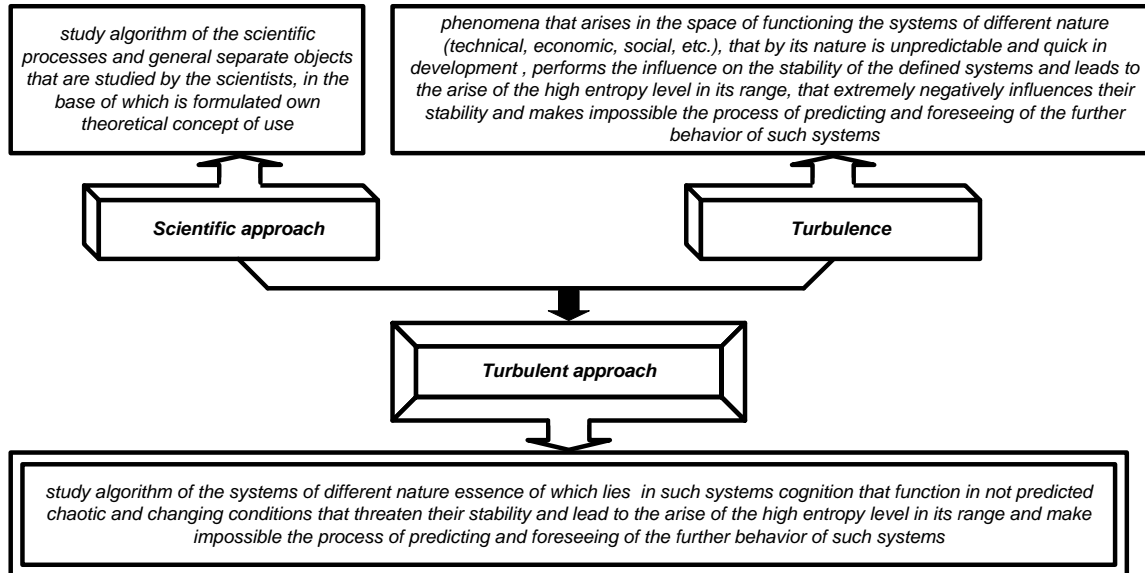 study algorithm of the scientific
processes and general separate objects
that are studied by the scientists, in the
base of which is formulated own
theoretical concept of use
phenomena that arises in the space of functioning the systems of different nature
(technical, economic, social, etc.), that by its nature is unpredictable and quick in
development , performs the influence on the stability of the defined systems and leads to
the arise of the high entropy level in its range, that extremely negatively influences their
stability and makes impossible the process of predicting and foreseeing of the further
behavior of such systems
Scientific approach
Turbulence
Turbulent approach
study algorithm of the systems of different nature essence of which lies in such systems cognition that function in not predicted
chaotic and changing conditions that threaten their stability and lead to the arise of the high entropy level in its range and make
impossible the process of predicting and foreseeing of the further behavior of such systems